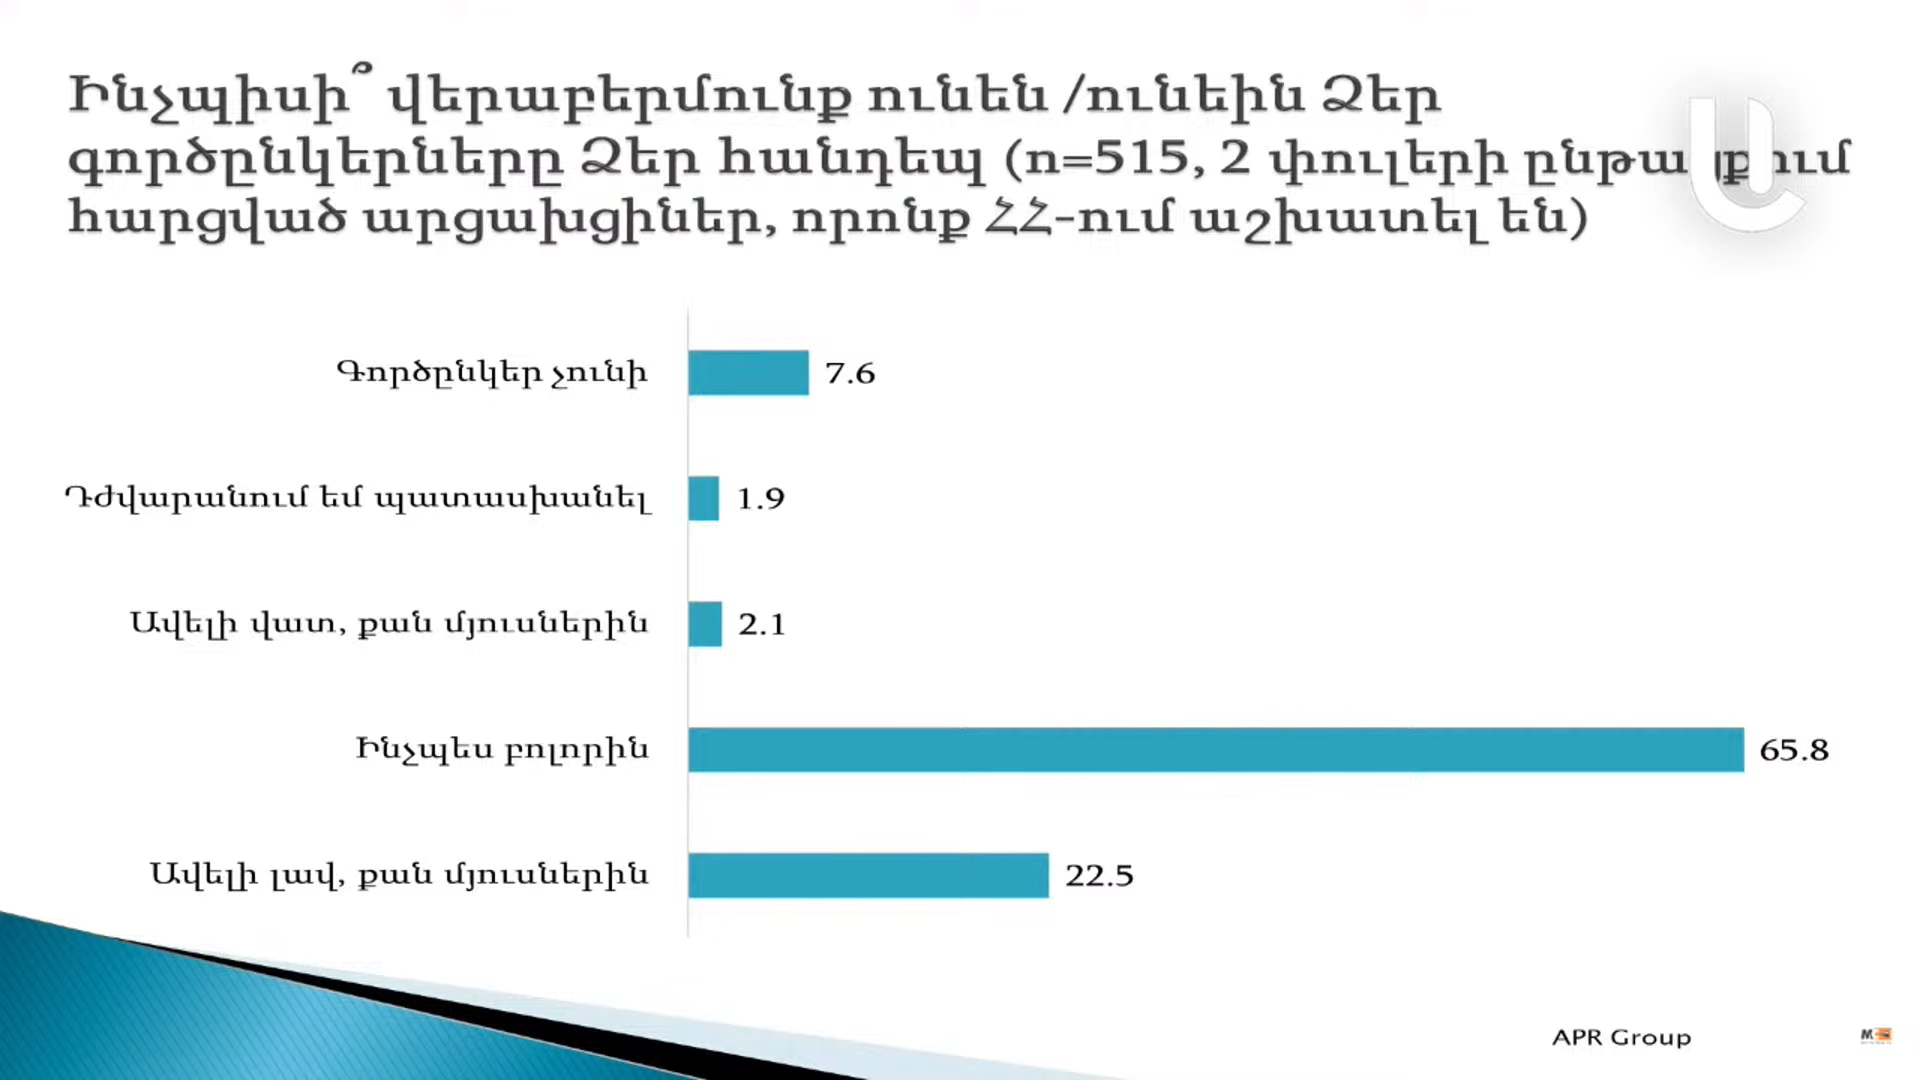 Ինչպիսի՞ վերաբերմունք ունեն /ունեին Ձեր
գործընկերները Ձեր հանդեպ (n=515, 2 փուլերի ընթացքում
հարցված արցախցիներ, որոնք ՀՀ-ում աշխատել են)
Գործընկեր չունի 7.6
Դժվարանում եմ պատասխանել 1.9
Ավելի վատ, քան մյուսներին 2.1
Ինչպես բոլորին 65.8
Ավելի լավ, քան մյուսներին 22.5
APR Group